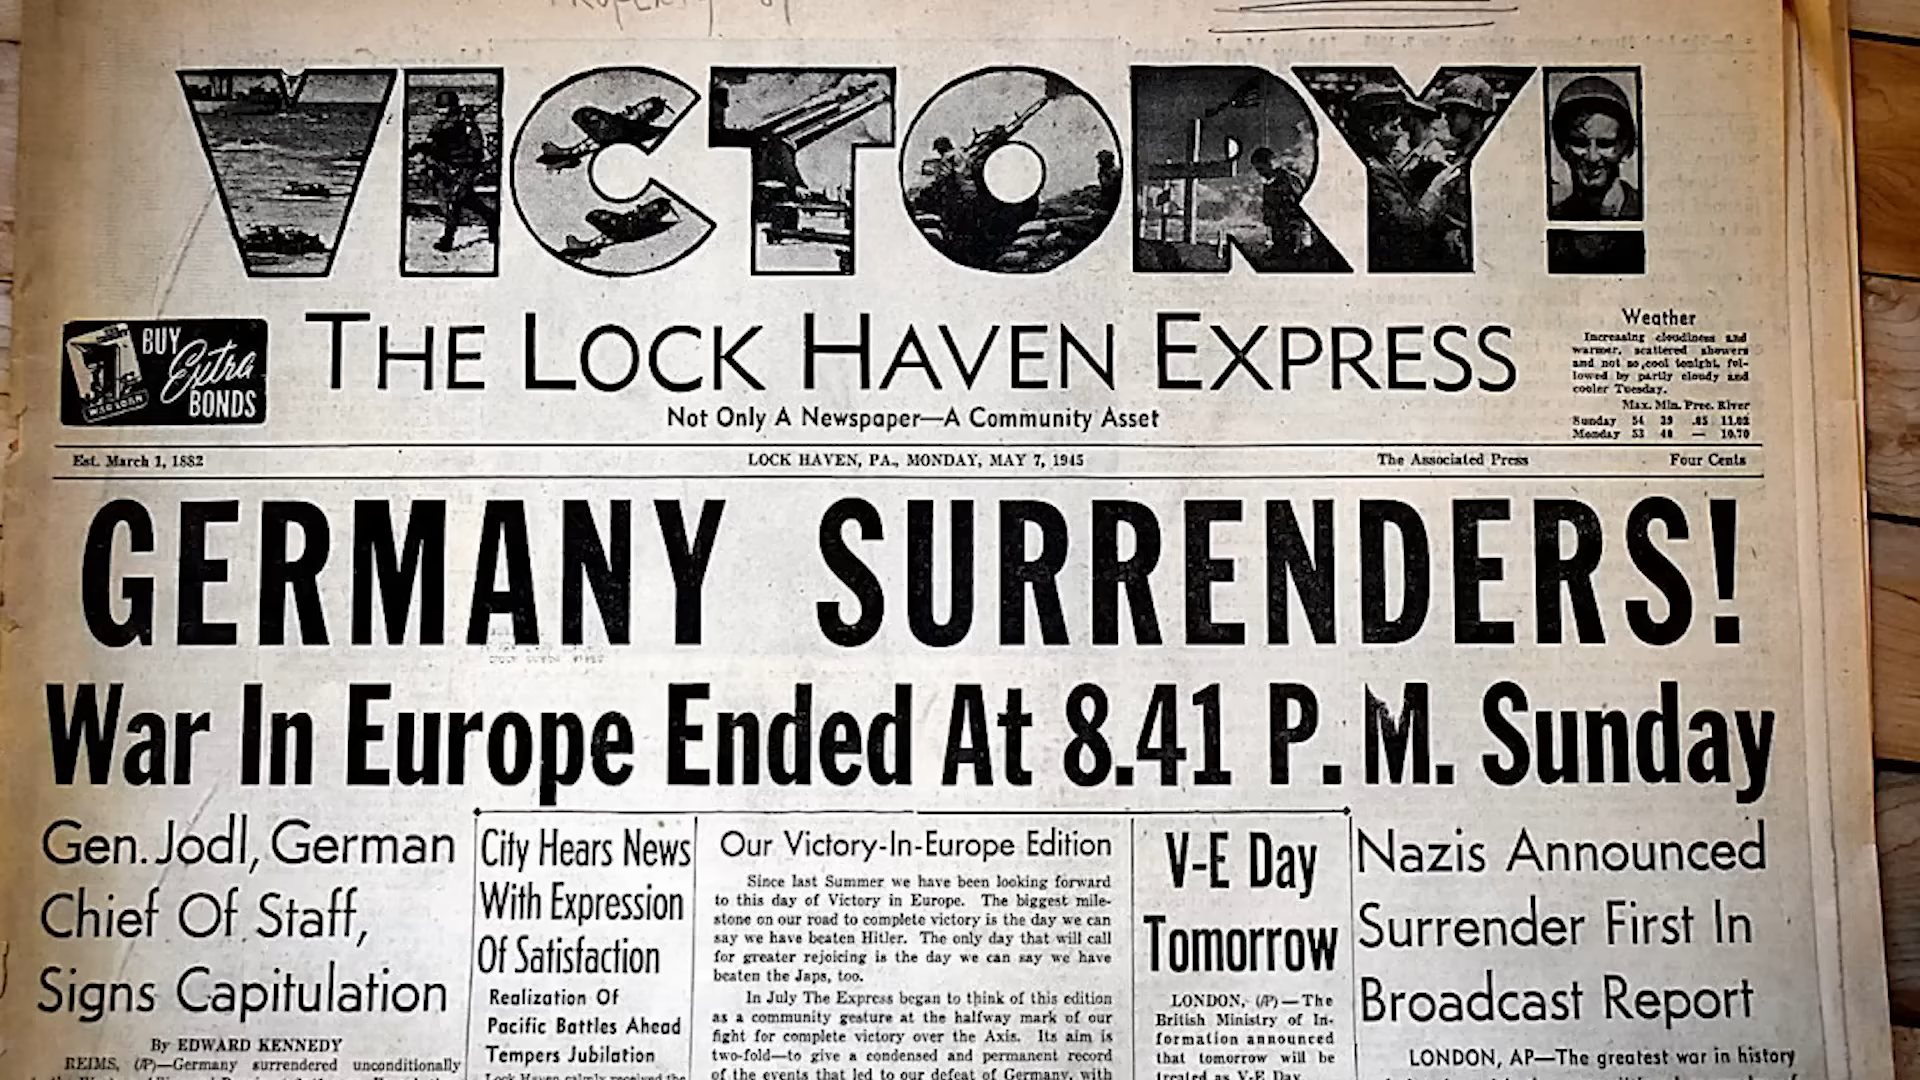 PROPERTY of
VICTORY!
BUY
Extra
BONDS
WAR LOAN
THE LOCK HAVEN EXPRESS
Not Only A Newspaper—A Community Asset
Weather
Increasing cloudiness and
warmer, scattered showers
and not so cool tonight, fol-
lowed by partly cloudy and
cooler Tuesday.
Max. Min. Prec. River
Sunday 54 39 .05 11.02
Monday 53 40 — 10.70
Est. March 1, 1882
LOCK HAVEN, PA., MONDAY, MAY 7, 1945
The Associated Press
Four Cents
GERMANY SURRENDERS!
War In Europe Ended At 8.41 P. M. Sunday
Gen. Jodl, German
Chief Of Staff,
Signs Capitulation
By EDWARD KENNEDY
REIMS, (AP)—Germany surrendered unconditionally
City Hears News
With Expression
Of Satisfaction
Realization Of
Pacific Battles Ahead
Tempers Jubilation
Lock Haven calmly received the
Our Victory-In-Europe Edition
Since last Summer we have been looking forward
to this day of Victory in Europe. The biggest mile-
stone on our road to complete victory is the day we can
say we have beaten Hitler. The only day that will call
for greater rejoicing is the day we can say we have
beaten the Japs, too.
In July The Express began to think of this edition
as a community gesture at the halfway mark of our
fight for complete victory over the Axis. Its aim is
two-fold—to give a condensed and permanent record
of the events that led to our defeat of Germany, with
V-E Day
Tomorrow
LONDON, (AP)—The
British Ministry of In-
formation announced
that tomorrow will be
treated as V-E Day
Nazis Announced
Surrender First In
Broadcast Report
LONDON, AP—The greatest war in history